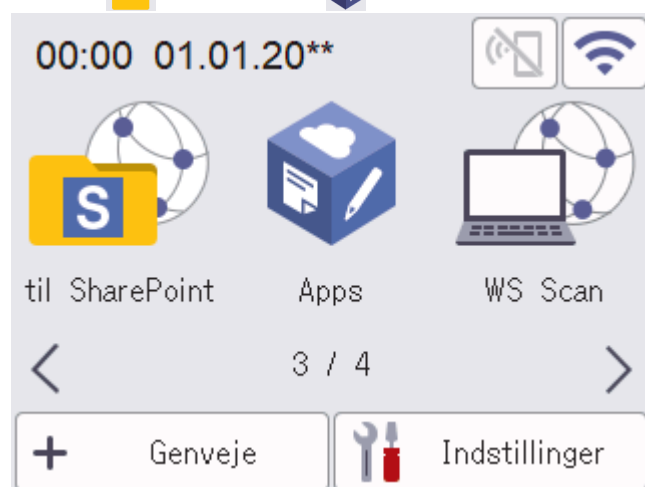 00:00 01.01.20**
S
til SharePoint Apps WS Scan
3 / 4
Genveje Indstillinger